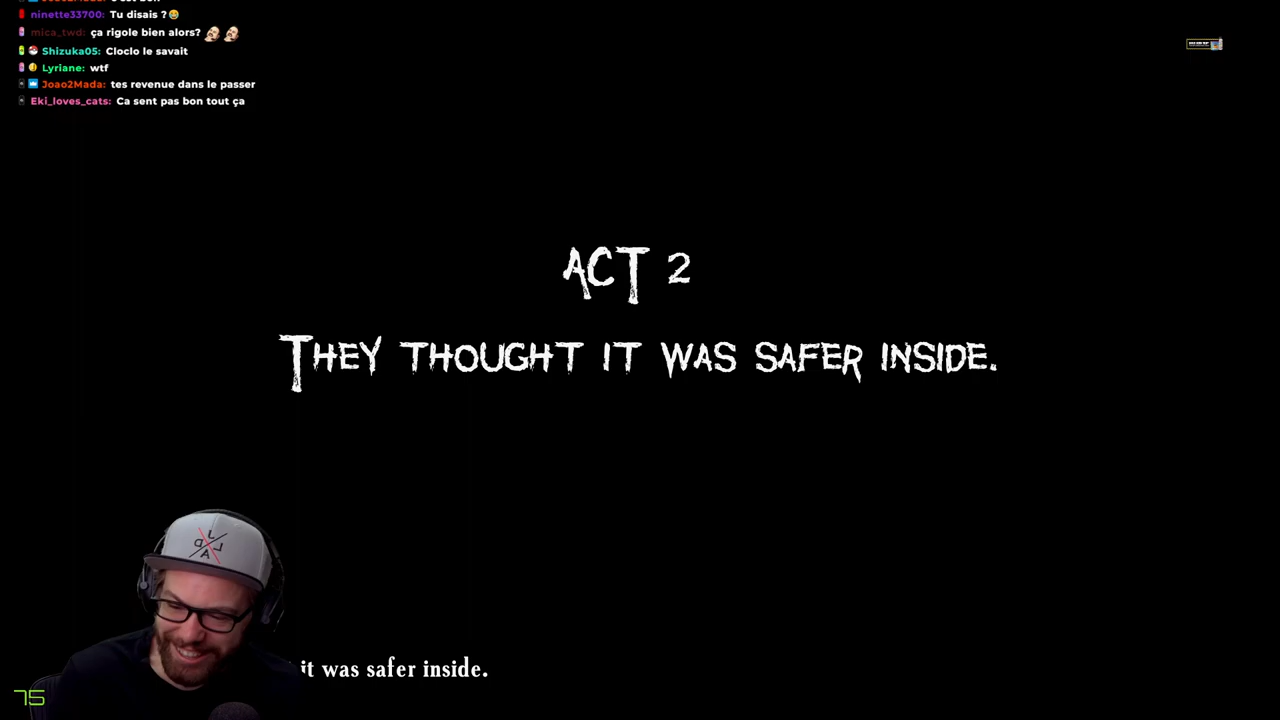 ninette33700: Tu disais ? 😂
mica_twd: ça rigole bien alors?
Shizuka05: Cloclo le savait
Lyriane: wtf
Joao2Mada: tes revenue dans le passer
Eki_loves_cats: Ca sent pas bon tout ça
ACT 2
They thought it was safer inside.
it was safer inside.
75